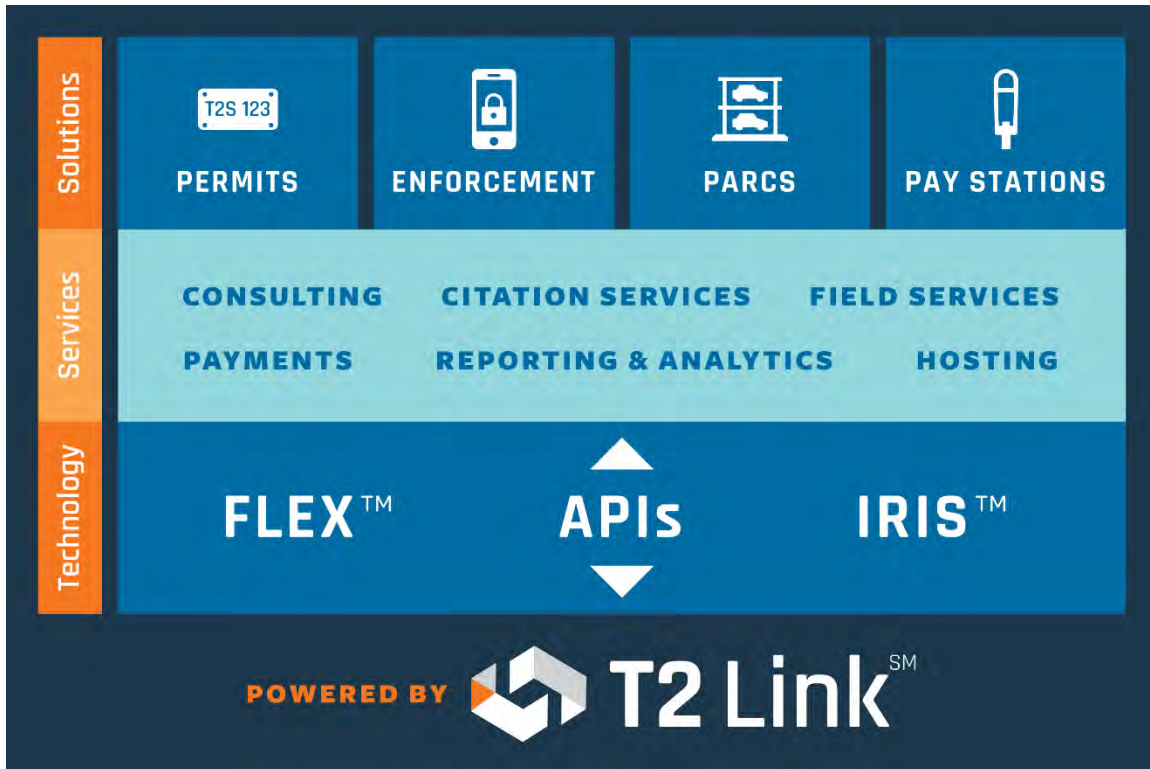 Solutions
T2S 123
PERMITS
ENFORCEMENT
PARCS
PAY STATIONS
Services
CONSULTING CITATION SERVICES FIELD SERVICES
PAYMENTS REPORTING & ANALYTICS HOSTING
Technology
FLEX™ APIs IRIS™
POWERED BY T2 Link℠